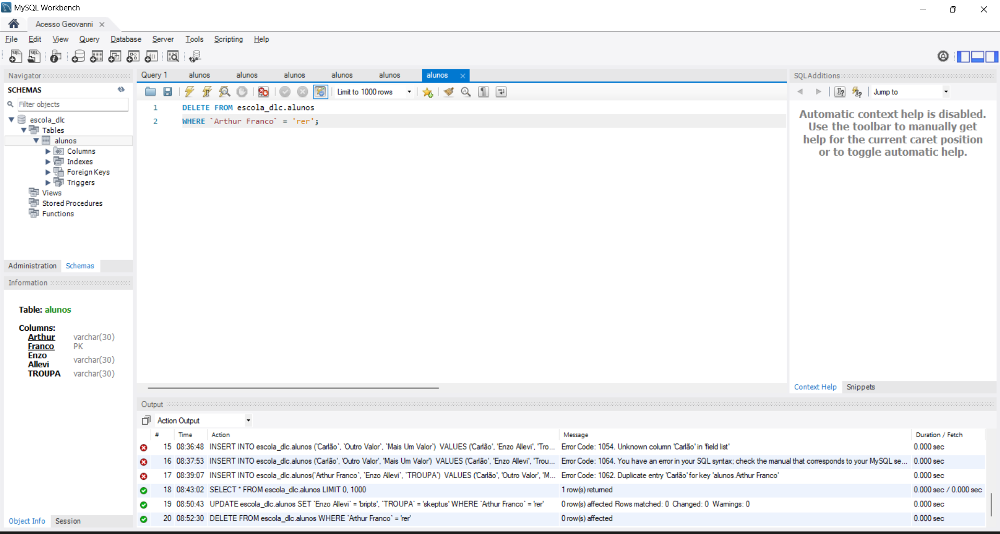 MySQL Workbench
Acesso Geovanni
File Edit View Query Database Server Tools Scripting Help
Navigator
SCHEMAS
Filter objects
escola_dlc
Tables
alunos
Columns
Indexes
Foreign Keys
Triggers
Views
Stored Procedures
Functions
Administration Schemas
Information
Table: alunos
Columns:
Arthur Franco varchar(30) PK
Enzo Allevi varchar(30)
TROUPA varchar(30)
Object Info Session
Query 1 alunos alunos alunos alunos alunos alunos
Limit to 1000 rows
1 DELETE FROM escola_dlc.alunos
2 WHERE `Arthur Franco` = 'rer';
SQLAdditions
Jump to
Automatic context help is disabled.
Use the toolbar to manually get
help for the current caret position
or to toggle automatic help.
Context Help Snippets
Output
Action Output
# Time Action Message Duration / Fetch
15 08:36:48 INSERT INTO escola_dlc.alunos (`Carlão`, `Outro Valor`, `Mais Um Valor`) VALUES ('Carlão', 'Enzo Allevi', 'Tro... Error Code: 1054. Unknown column 'Carlão' in 'field list' 0.000 sec
16 08:37:53 INSERT INTO escola_dlc.alunos ('Carlão', 'Outro Valor', 'Mais Um Valor') VALUES ('Carlão', 'Enzo Allevi', 'Trou... Error Code: 1064. You have an error in your SQL syntax; check the manual that corresponds to your MySQL se... 0.000 sec
17 08:39:07 INSERT INTO escola_dlc.alunos(`Arthur Franco`, `Enzo Allevi`, `TROUPA`) VALUES ('Carlão', 'Outro Valor', 'M... Error Code: 1062. Duplicate entry 'Carlão' for key 'alunos.Arthur Franco' 0.000 sec
18 08:43:02 SELECT * FROM escola_dlc.alunos LIMIT 0, 1000 1 row(s) returned 0.000 sec / 0.000 sec
19 08:50:43 UPDATE escola_dlc.alunos SET `Enzo Allevi` = 'bripts', `TROUPA` = 'skeptus' WHERE `Arthur Franco` = 'rer' 0 row(s) affected Rows matched: 0 Changed: 0 Warnings: 0 0.000 sec
20 08:52:30 DELETE FROM escola_dlc.alunos WHERE `Arthur Franco` = 'rer' 0 row(s) affected 0.000 sec